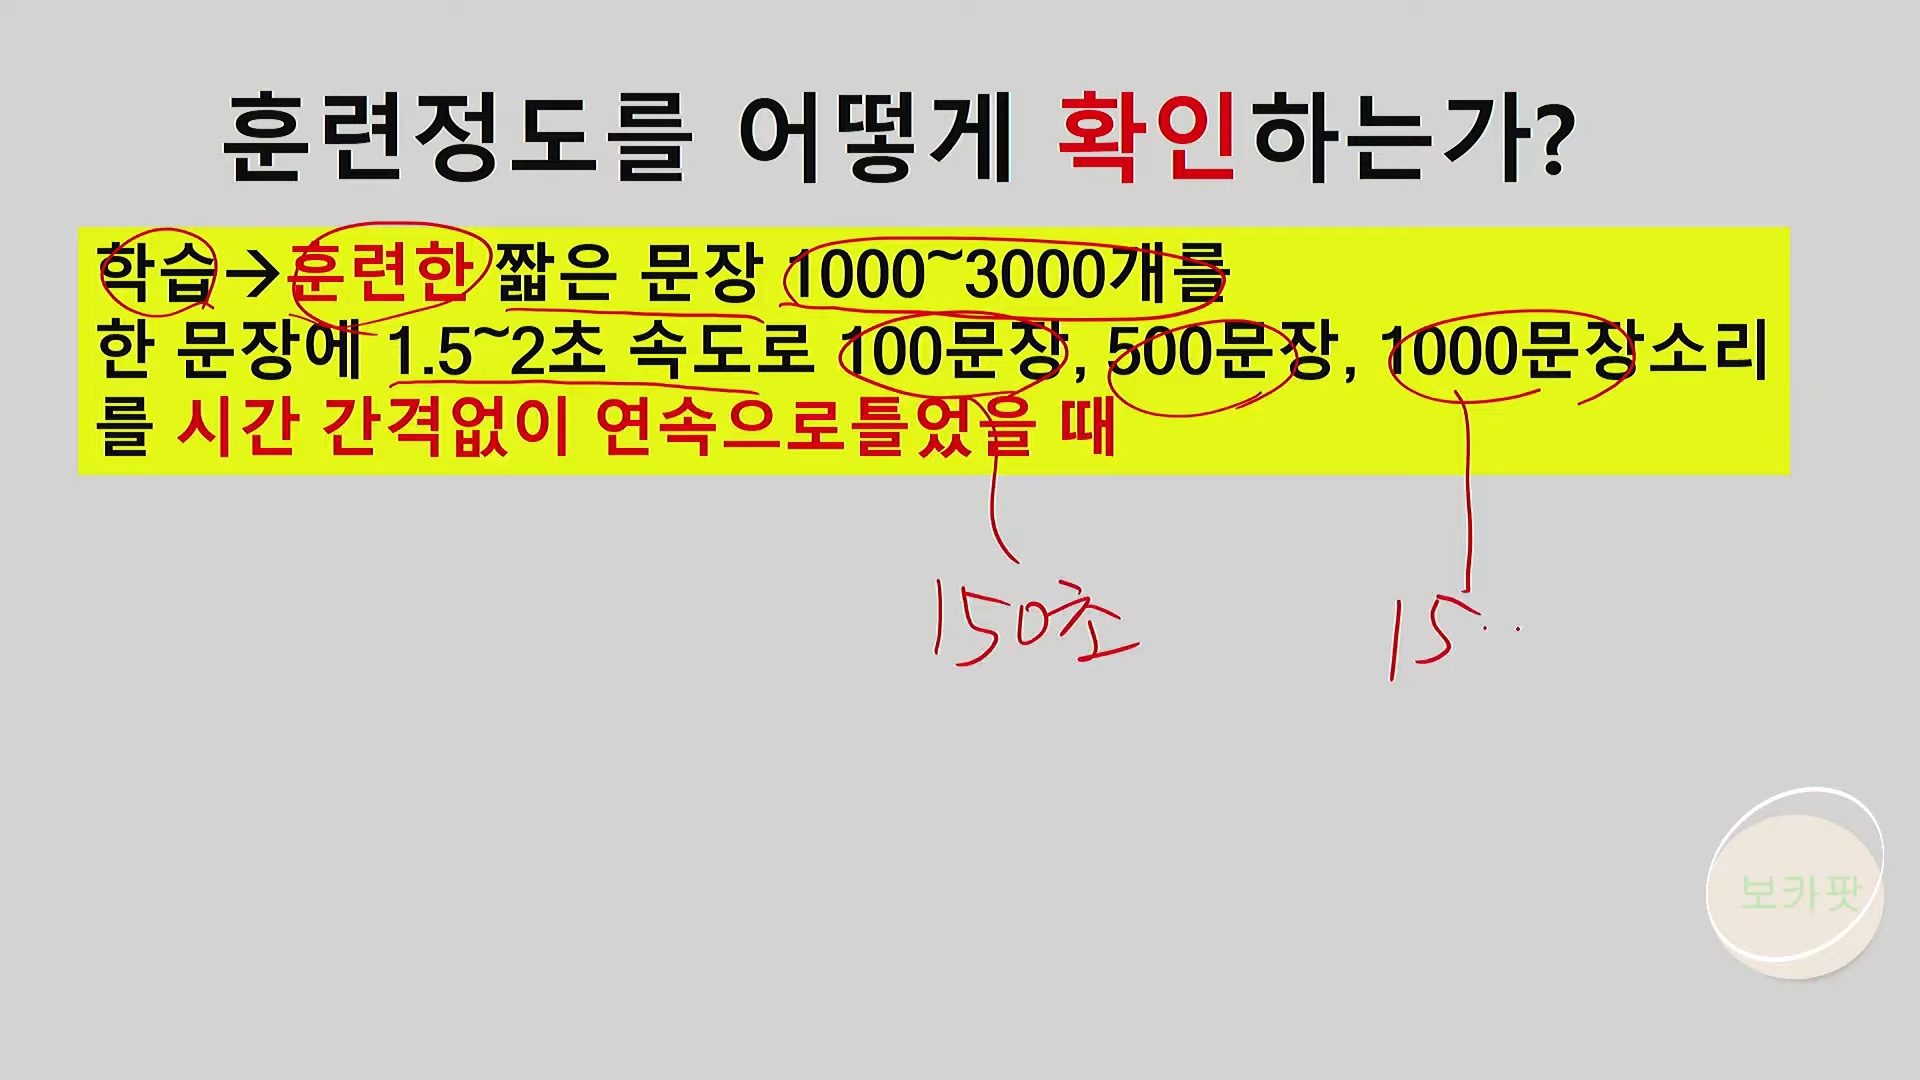 훈련정도를 어떻게 확인하는가?
학습→훈련한 짧은 문장 1000~3000개를
한 문장에 1.5~2초 속도로 100문장, 500문장, 1000문장소리
를 시간 간격없이 연속으로틀었을 때
150초
15··
보카팟